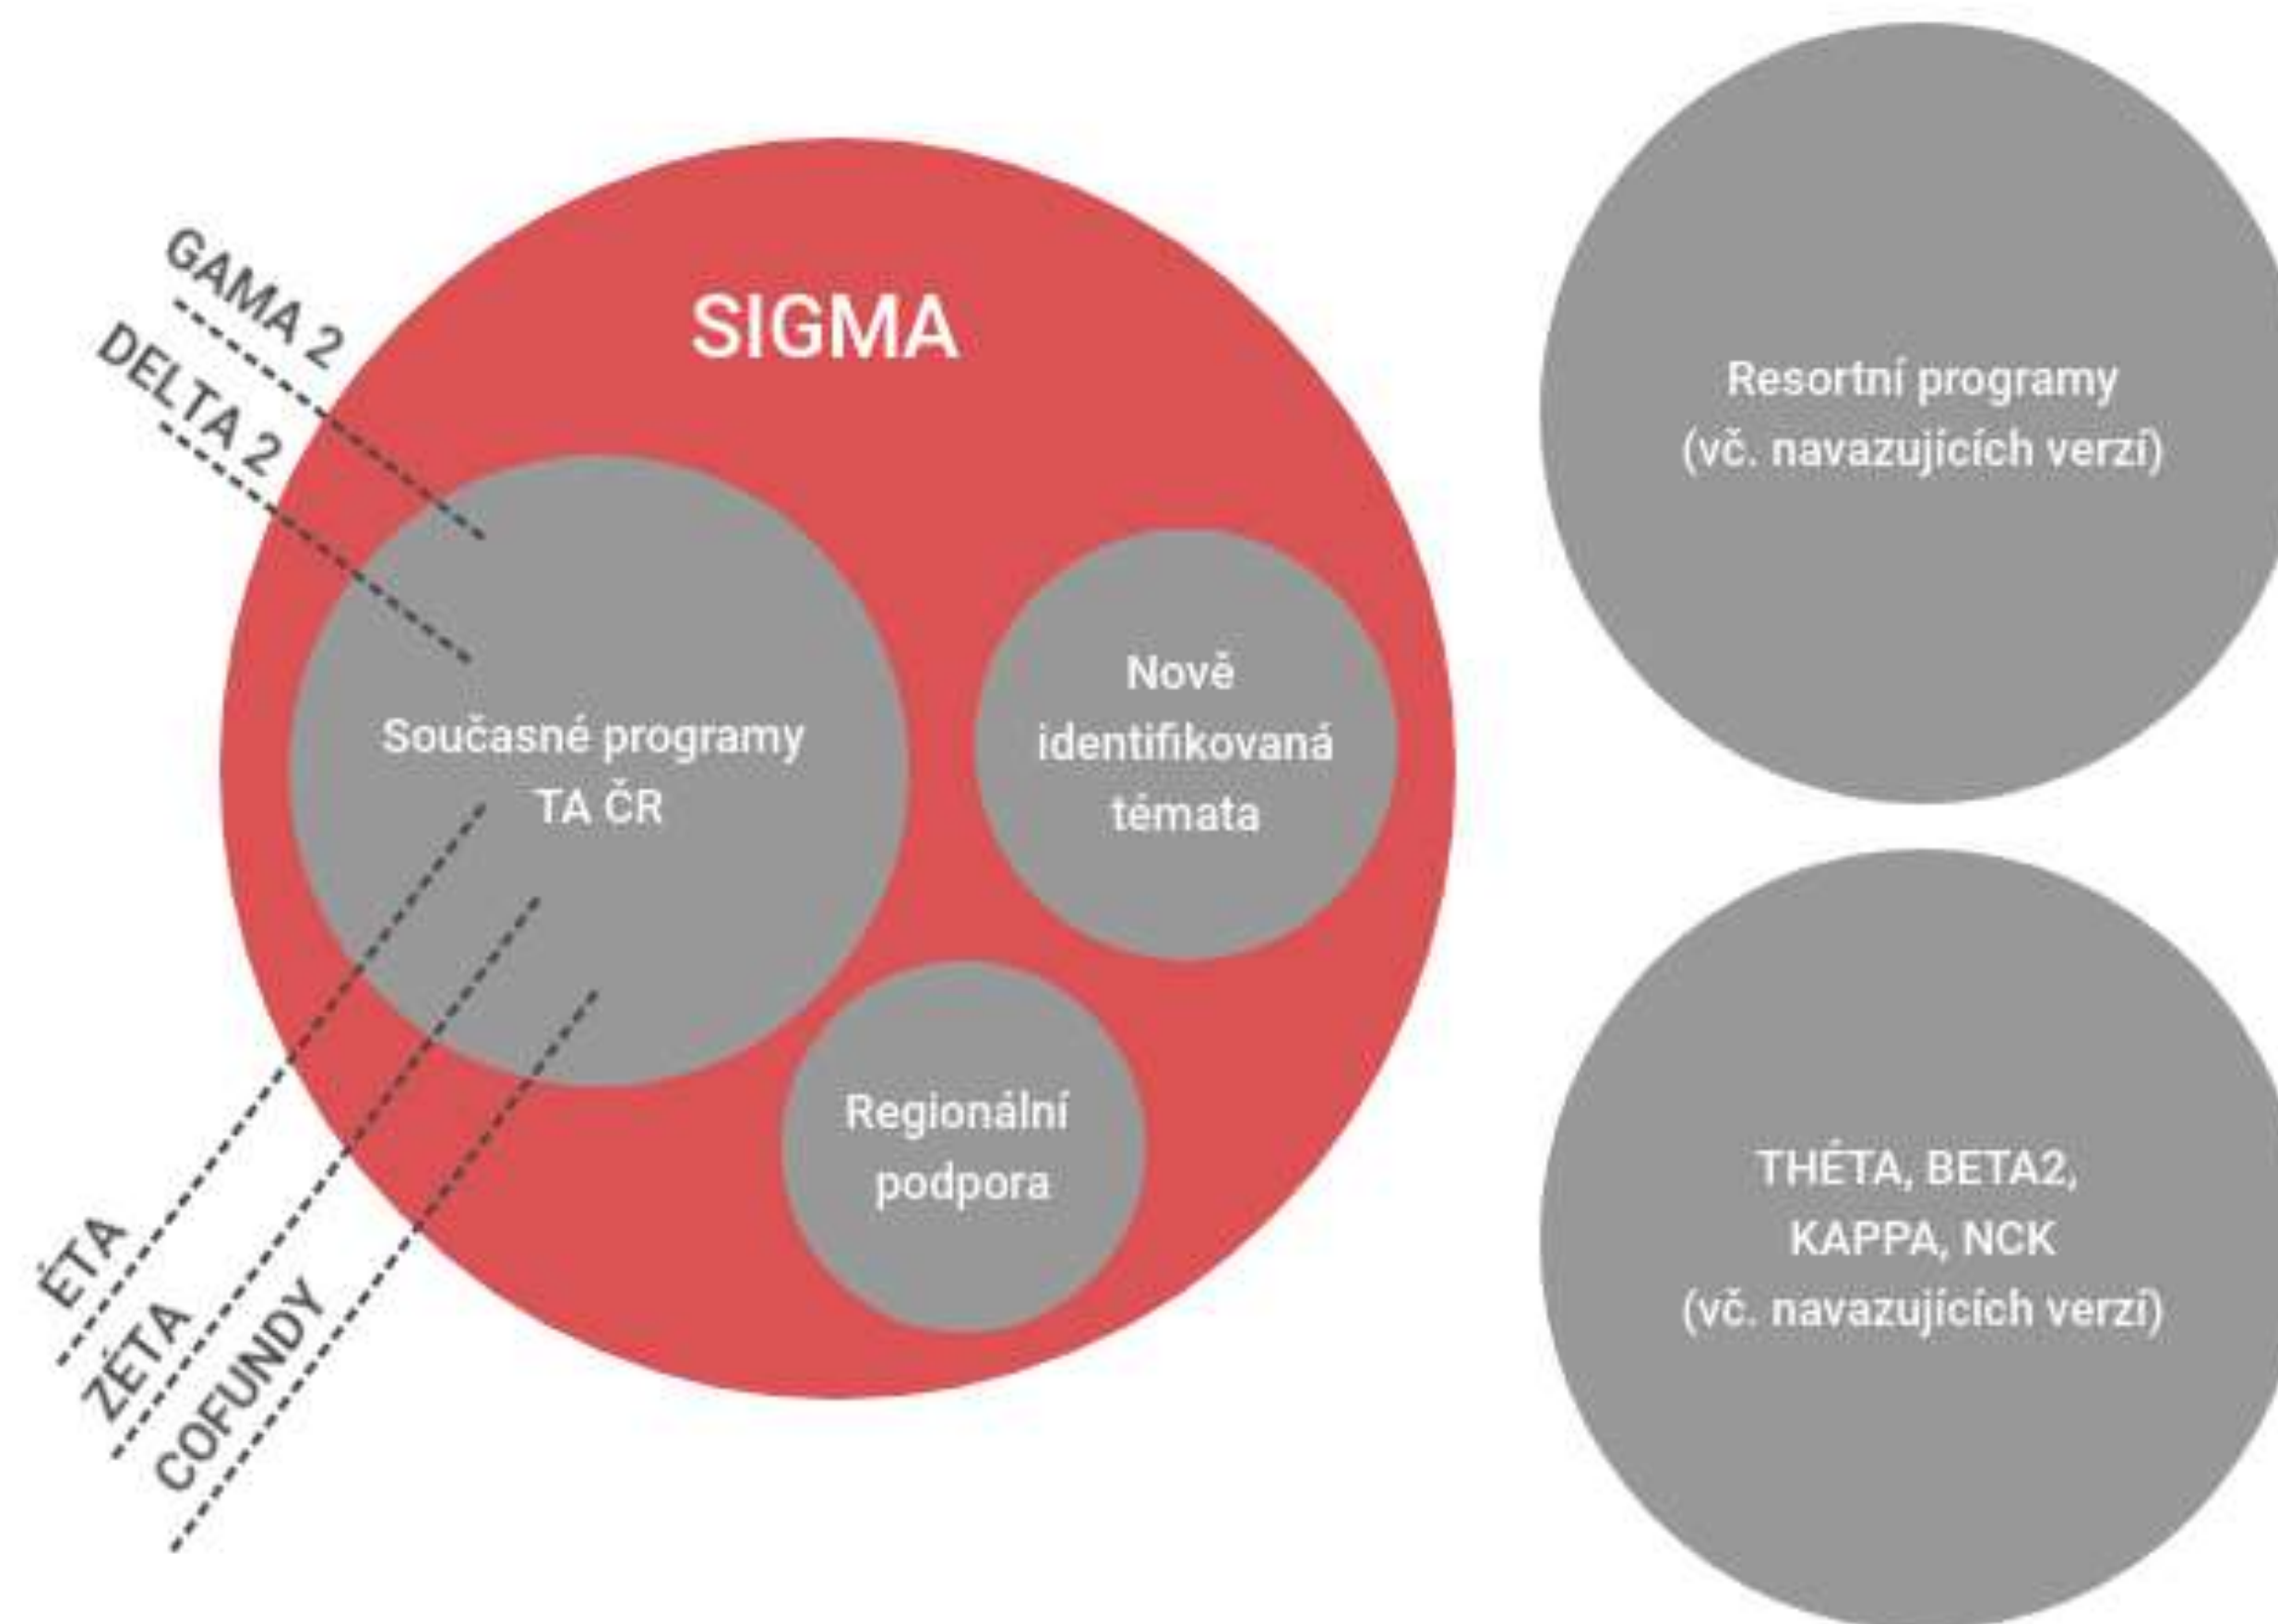 GAMA 2
DELTA 2
SIGMA
Současné programy
TA ČR
Nově
identifikovaná
témata
Regionální
podpora
ÉTA
ZÉTA
COFUNDY
Resortní programy
(vč. navazujících verzí)
THÉTA, BETA2,
KAPPA, NCK
(vč. navazujících verzí)